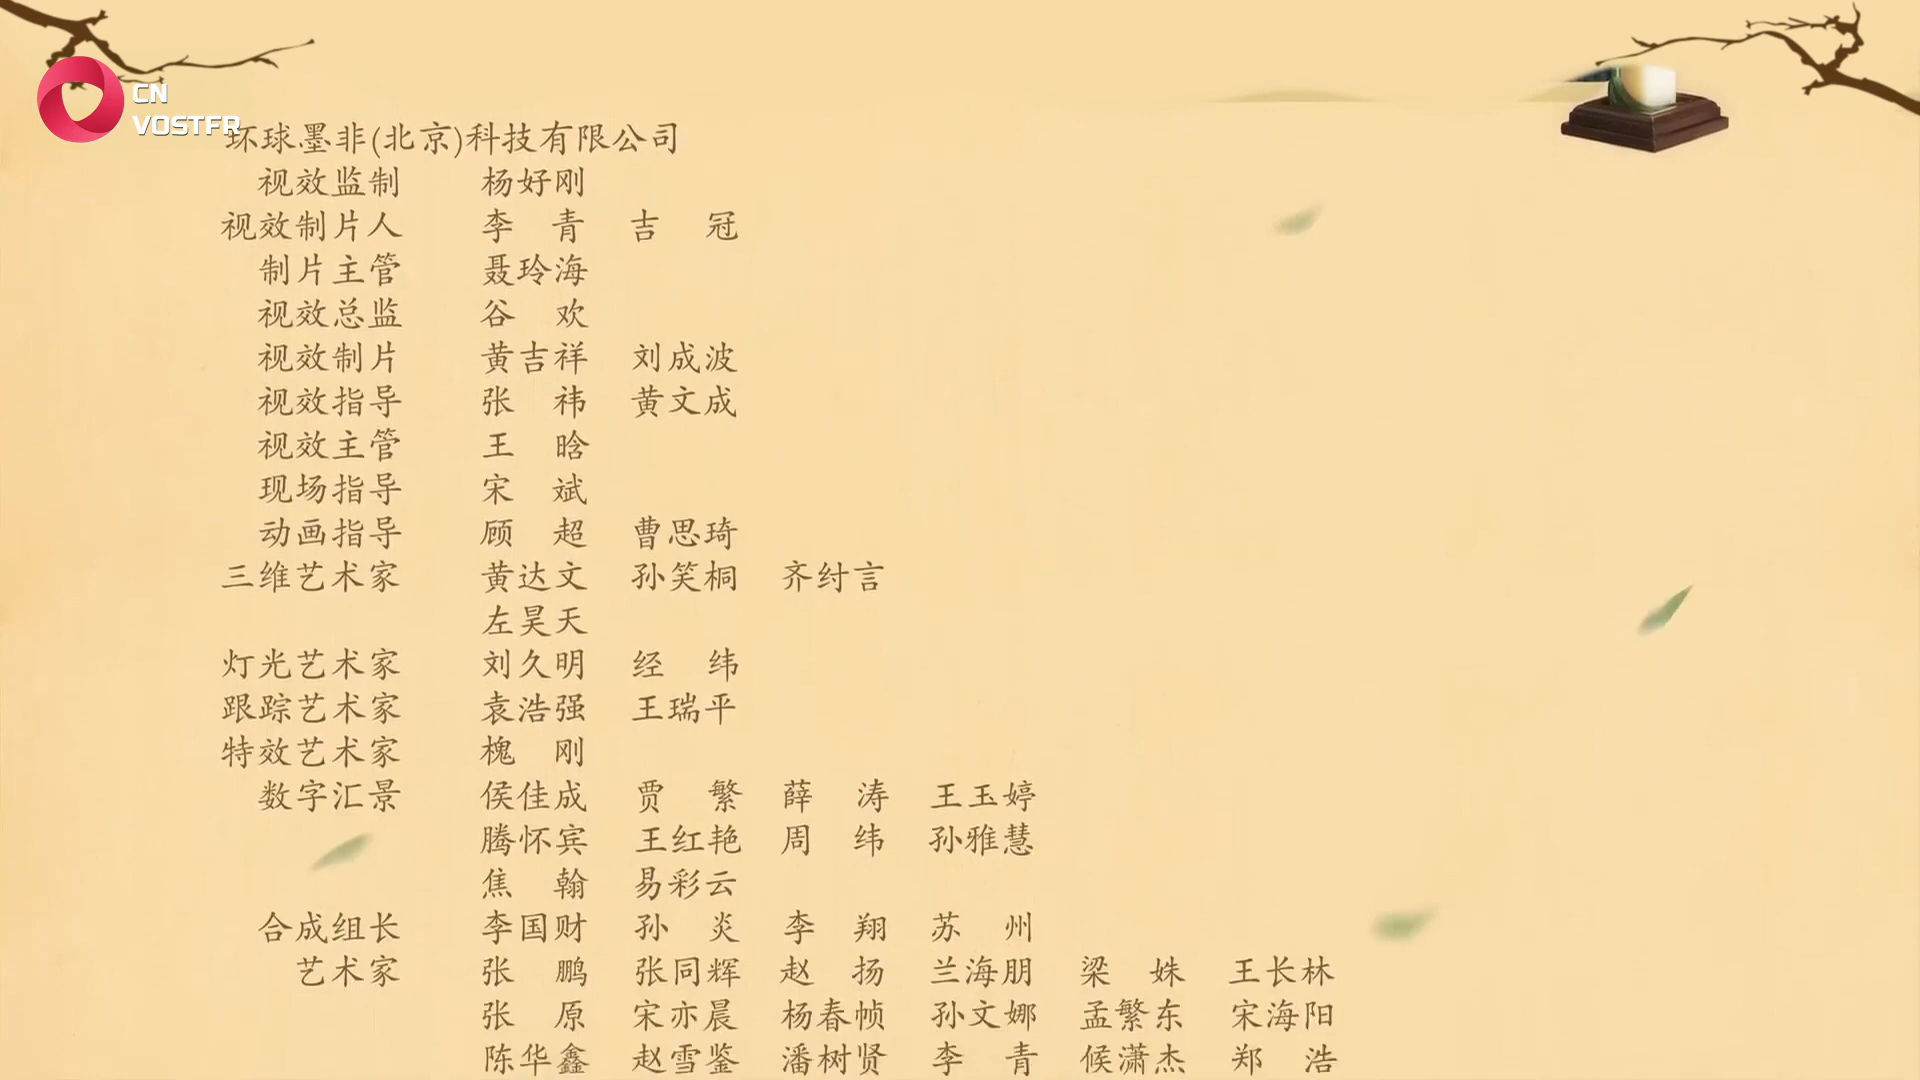 CN
VOSTFR
环球墨非(北京)科技有限公司
视效监制 杨好刚
视效制片人 李青 吉冠
制片主管 聂玲海
视效总监 谷欢
视效制片 黄吉祥 刘成波
视效指导 张祎 黄文成
视效主管 王晗
现场指导 宋斌
动画指导 顾超 曹思琦
三维艺术家 黄达文 孙笑桐 齐纣言
左昊天
灯光艺术家 刘久明 经纬
跟踪艺术家 袁浩强 王瑞平
特效艺术家 槐刚
数字汇景 侯佳成 贾繁 薛涛 王玉婷
腾怀宾 王红艳 周纬 孙雅慧
焦翰 易彩云
合成组长 李国财 孙炎 李翔 苏州
艺术家 张鹏 张同辉 赵扬 兰海朋 梁姝 王长林
张原 宋亦晨 杨春帧 孙文娜 孟繁东 宋海阳
陈华鑫 赵雪鉴 潘树贤 李青 候潇杰 郑浩